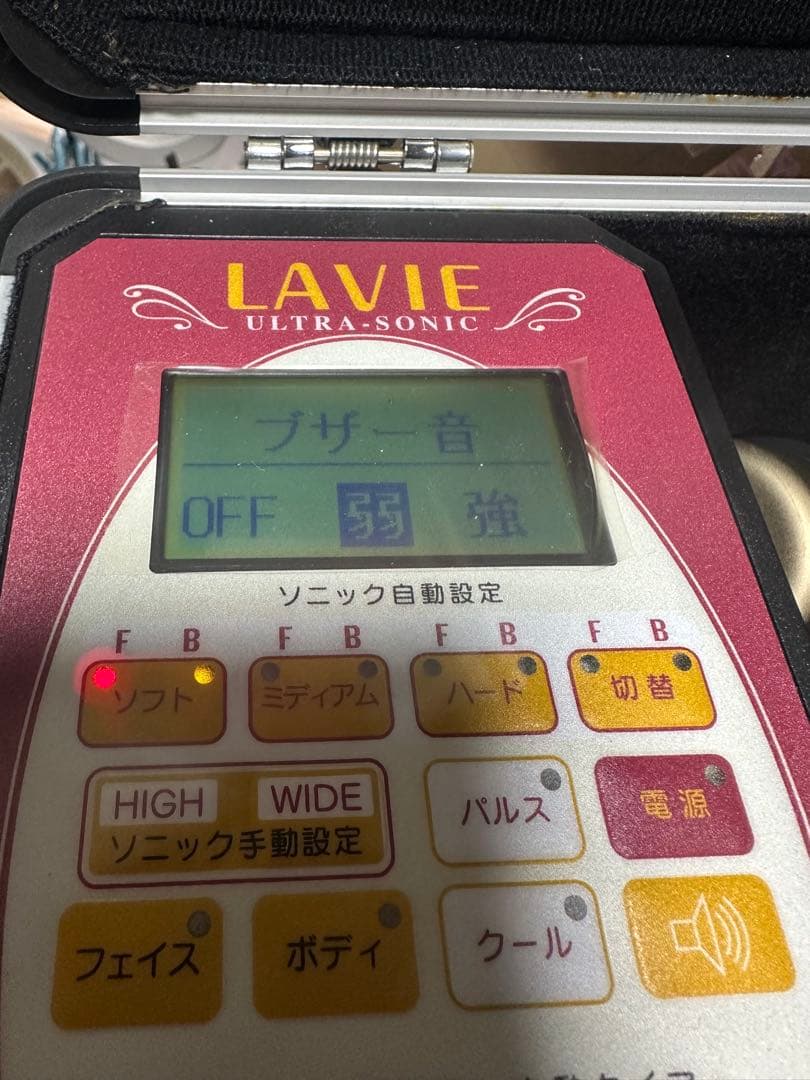 LAVIE
ULTRA-SONIC
ブザー音
OFF 弱 強
ソニック自動設定
F B F B F B F B
ソフト ミディアム ハード 切替
HIGH WIDE
ソニック手動設定
パルス
電源
フェイス ボディ クール